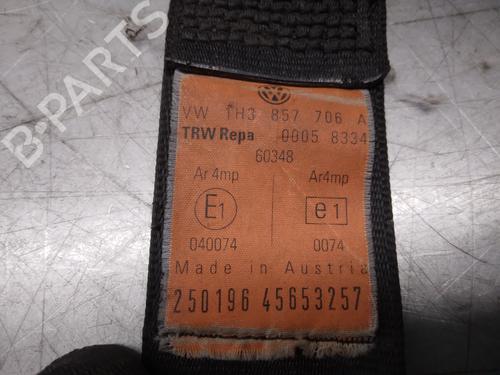 B-PARTS
VW 1H3 857 706 A
TRW Repa 0005 8334
60348
Ar4mp Ar4mp
E1 e1
040074 0074
Made in Austria
250196 45653257